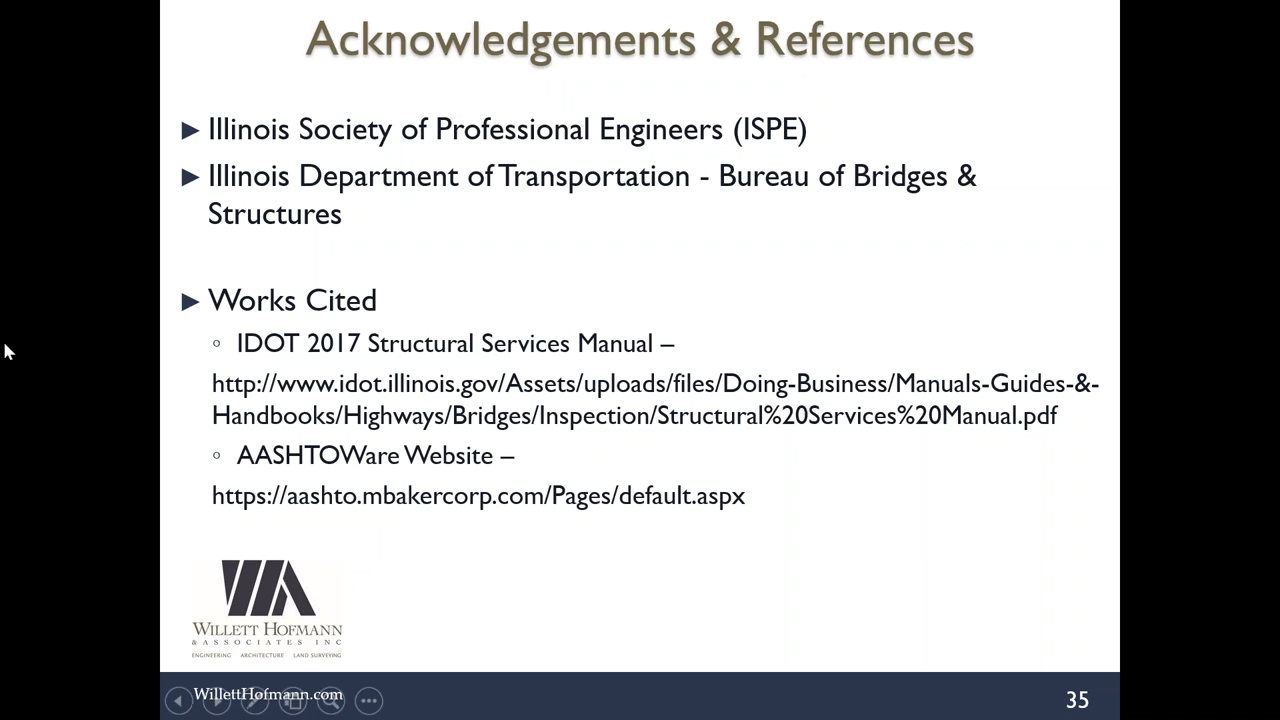 Acknowledgements & References
► Illinois Society of Professional Engineers (ISPE)
► Illinois Department of Transportation - Bureau of Bridges &
Structures
► Works Cited
◦ IDOT 2017 Structural Services Manual –
http://www.idot.illinois.gov/Assets/uploads/files/Doing-Business/Manuals-Guides-&-
Handbooks/Highways/Bridges/Inspection/Structural%20Services%20Manual.pdf
◦ AASHTOWare Website –
https://aashto.mbakercorp.com/Pages/default.aspx
WILLETT HOFMANN
& ASSOCIATES INC
ENGINEERING ARCHITECTURE LAND SURVEYING
WillettHofmann.com
35